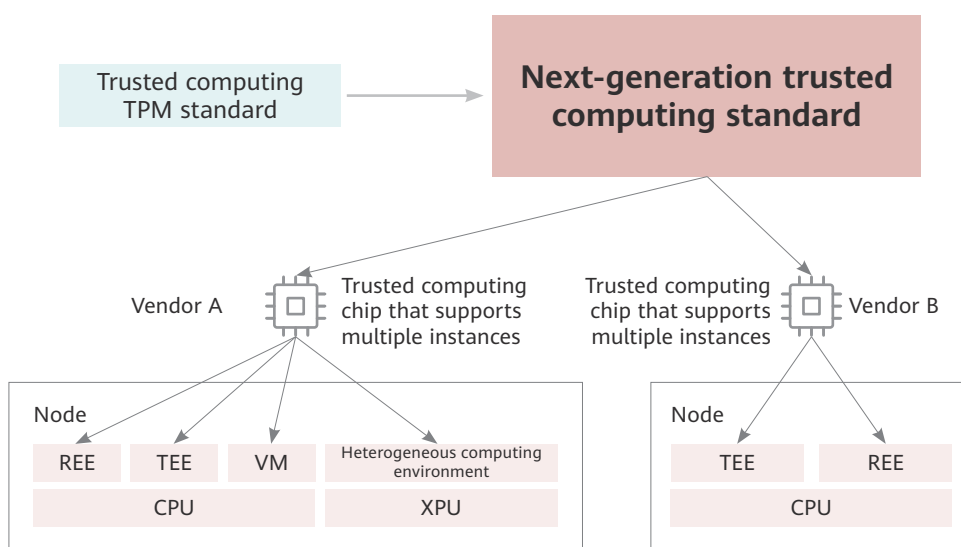 Trusted computing
TPM standard
Next-generation trusted
computing standard
Vendor A
Trusted computing
chip that supports
multiple instances
Trusted computing
chip that supports
multiple instances
Vendor B
Node
REE
TEE
VM
Heterogeneous computing
environment
CPU
XPU
Node
TEE
REE
CPU